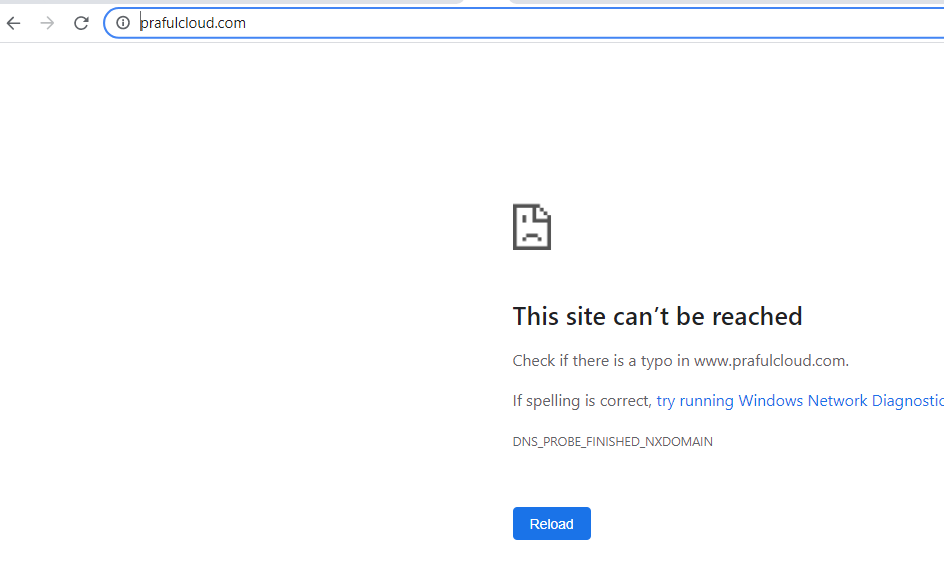 prafulcloud.com
This site can’t be reached
Check if there is a typo in www.prafulcloud.com.
If spelling is correct, try running Windows Network Diagnostic
DNS_PROBE_FINISHED_NXDOMAIN
Reload